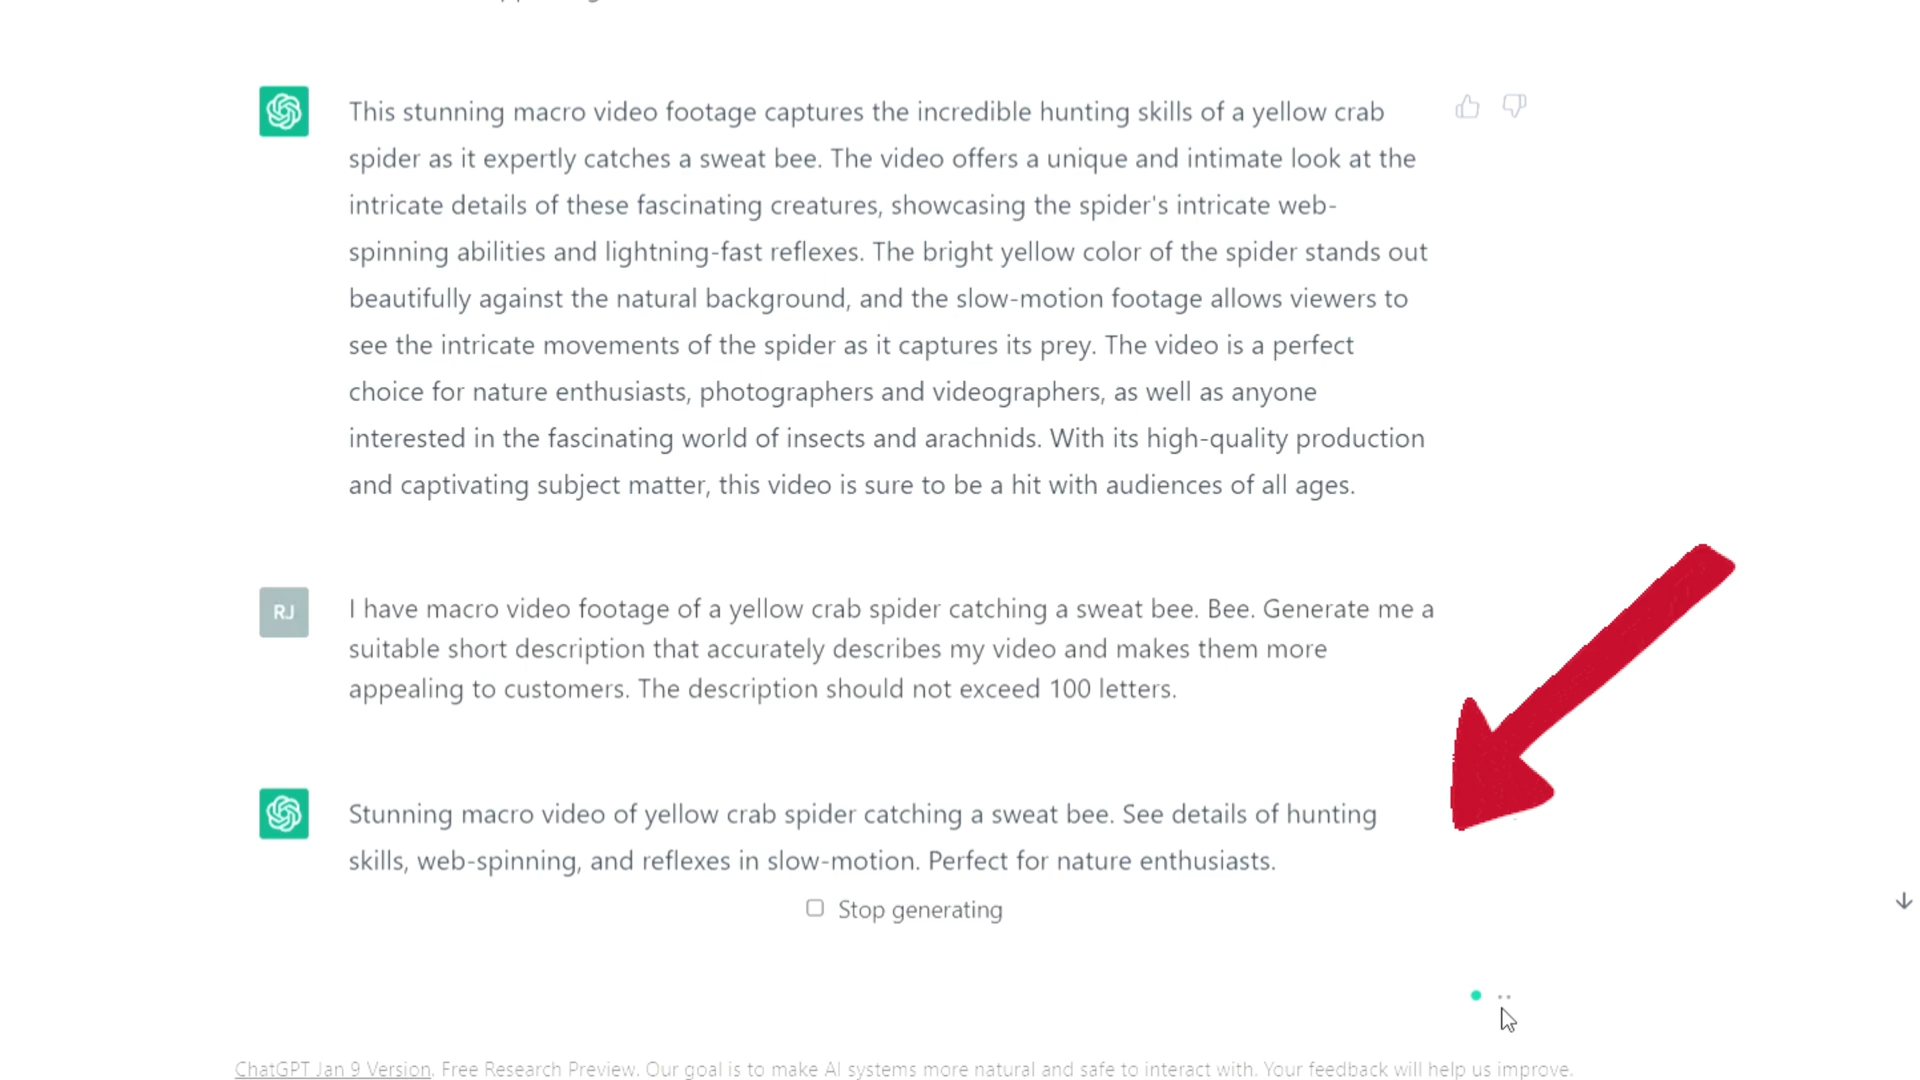 This stunning macro video footage captures the incredible hunting skills of a yellow crab
spider as it expertly catches a sweat bee. The video offers a unique and intimate look at the
intricate details of these fascinating creatures, showcasing the spider's intricate web-
spinning abilities and lightning-fast reflexes. The bright yellow color of the spider stands out
beautifully against the natural background, and the slow-motion footage allows viewers to
see the intricate movements of the spider as it captures its prey. The video is a perfect
choice for nature enthusiasts, photographers and videographers, as well as anyone
interested in the fascinating world of insects and arachnids. With its high-quality production
and captivating subject matter, this video is sure to be a hit with audiences of all ages.
RJ
I have macro video footage of a yellow crab spider catching a sweat bee. Bee. Generate me a
suitable short description that accurately describes my video and makes them more
appealing to customers. The description should not exceed 100 letters.
Stunning macro video of yellow crab spider catching a sweat bee. See details of hunting
skills, web-spinning, and reflexes in slow-motion. Perfect for nature enthusiasts.
Stop generating
ChatGPT Jan 9 Version. Free Research Preview. Our goal is to make AI systems more natural and safe to interact with. Your feedback will help us improve.